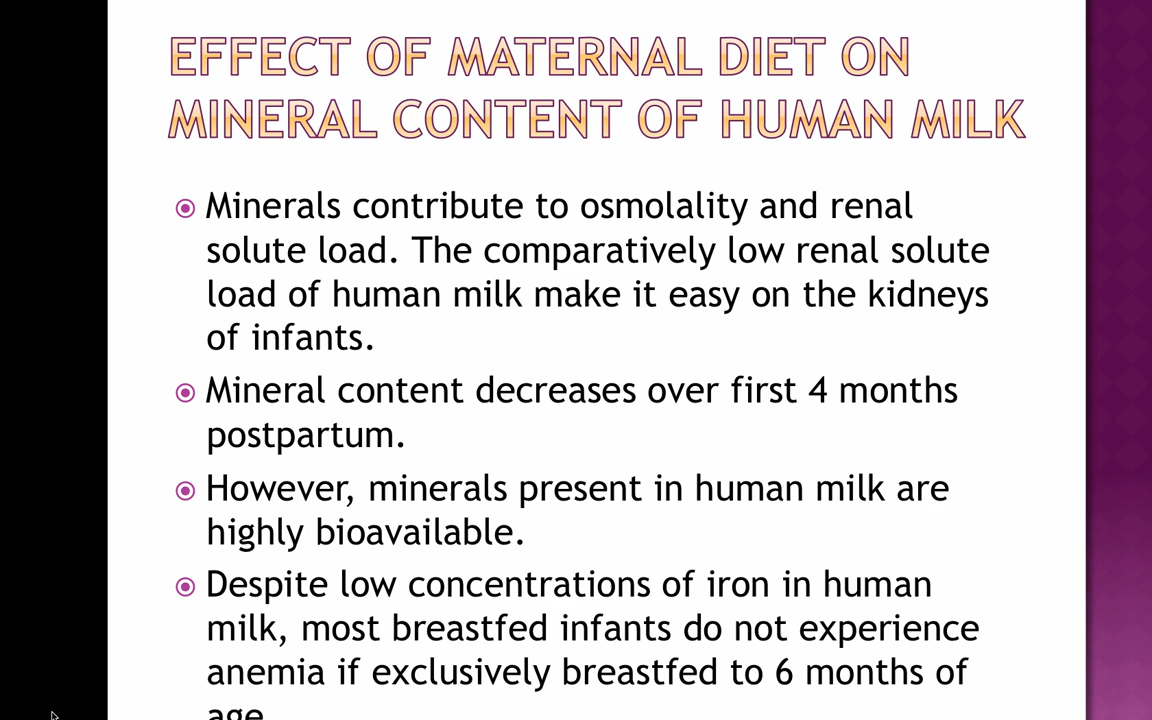 EFFECT OF MATERNAL DIET ON
MINERAL CONTENT OF HUMAN MILK
Minerals contribute to osmolality and renal
solute load. The comparatively low renal solute
load of human milk make it easy on the kidneys
of infants.
Mineral content decreases over first 4 months
postpartum.
However, minerals present in human milk are
highly bioavailable.
Despite low concentrations of iron in human
milk, most breastfed infants do not experience
anemia if exclusively breastfed to 6 months of
age